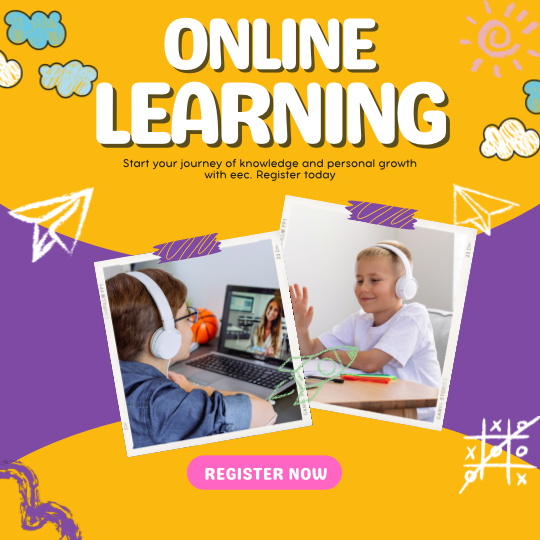 ONLINE
LEARNING
Start your journey of knowledge and personal growth
with eec. Register today
REGISTER NOW